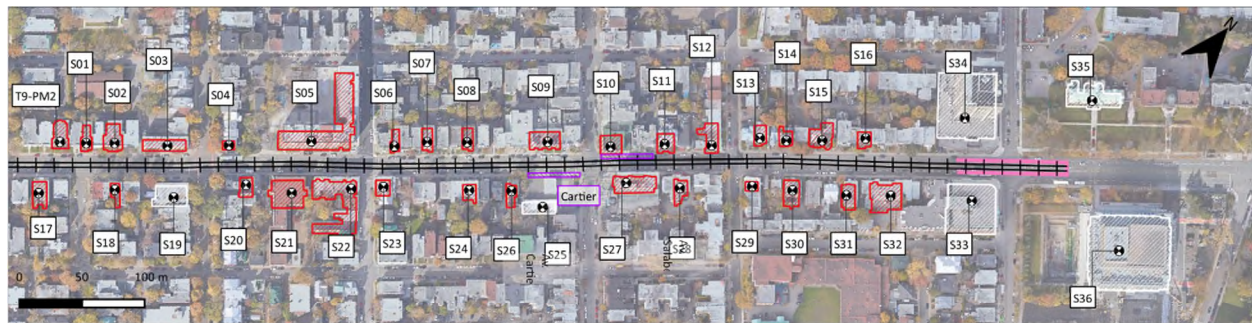 N
S12
S03
S07
S14
S01
S34
S16
S35
S09
S02
S05
S10
S11
S13
T9-PM2
S04
S06
S08
S15
Cartier
S17
S18
S19
S20
S21
S22
S23
S24
S26
S25
S27
S29
S30
S31
S32
S33
S36
0 50 100 m